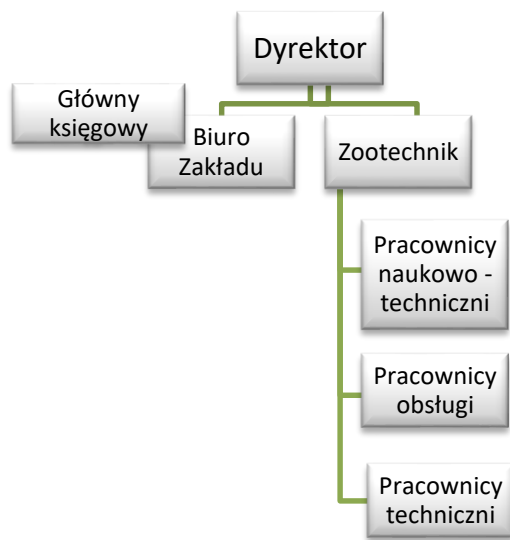 Dyrektor
Główny
księgowy
Biuro
Zakładu
Zootechnik
Pracownicy
naukowo -
techniczni
Pracownicy
obsługi
Pracownicy
techniczni